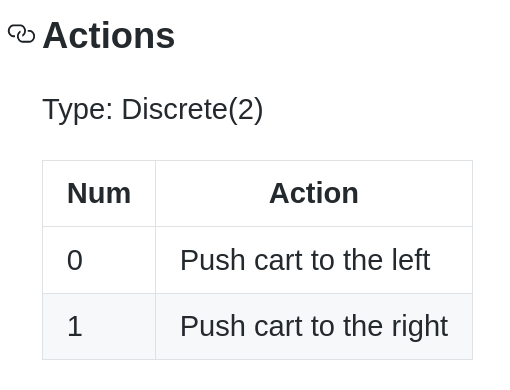 Actions
Type: Discrete(2)
Num Action
0 Push cart to the left
1 Push cart to the right